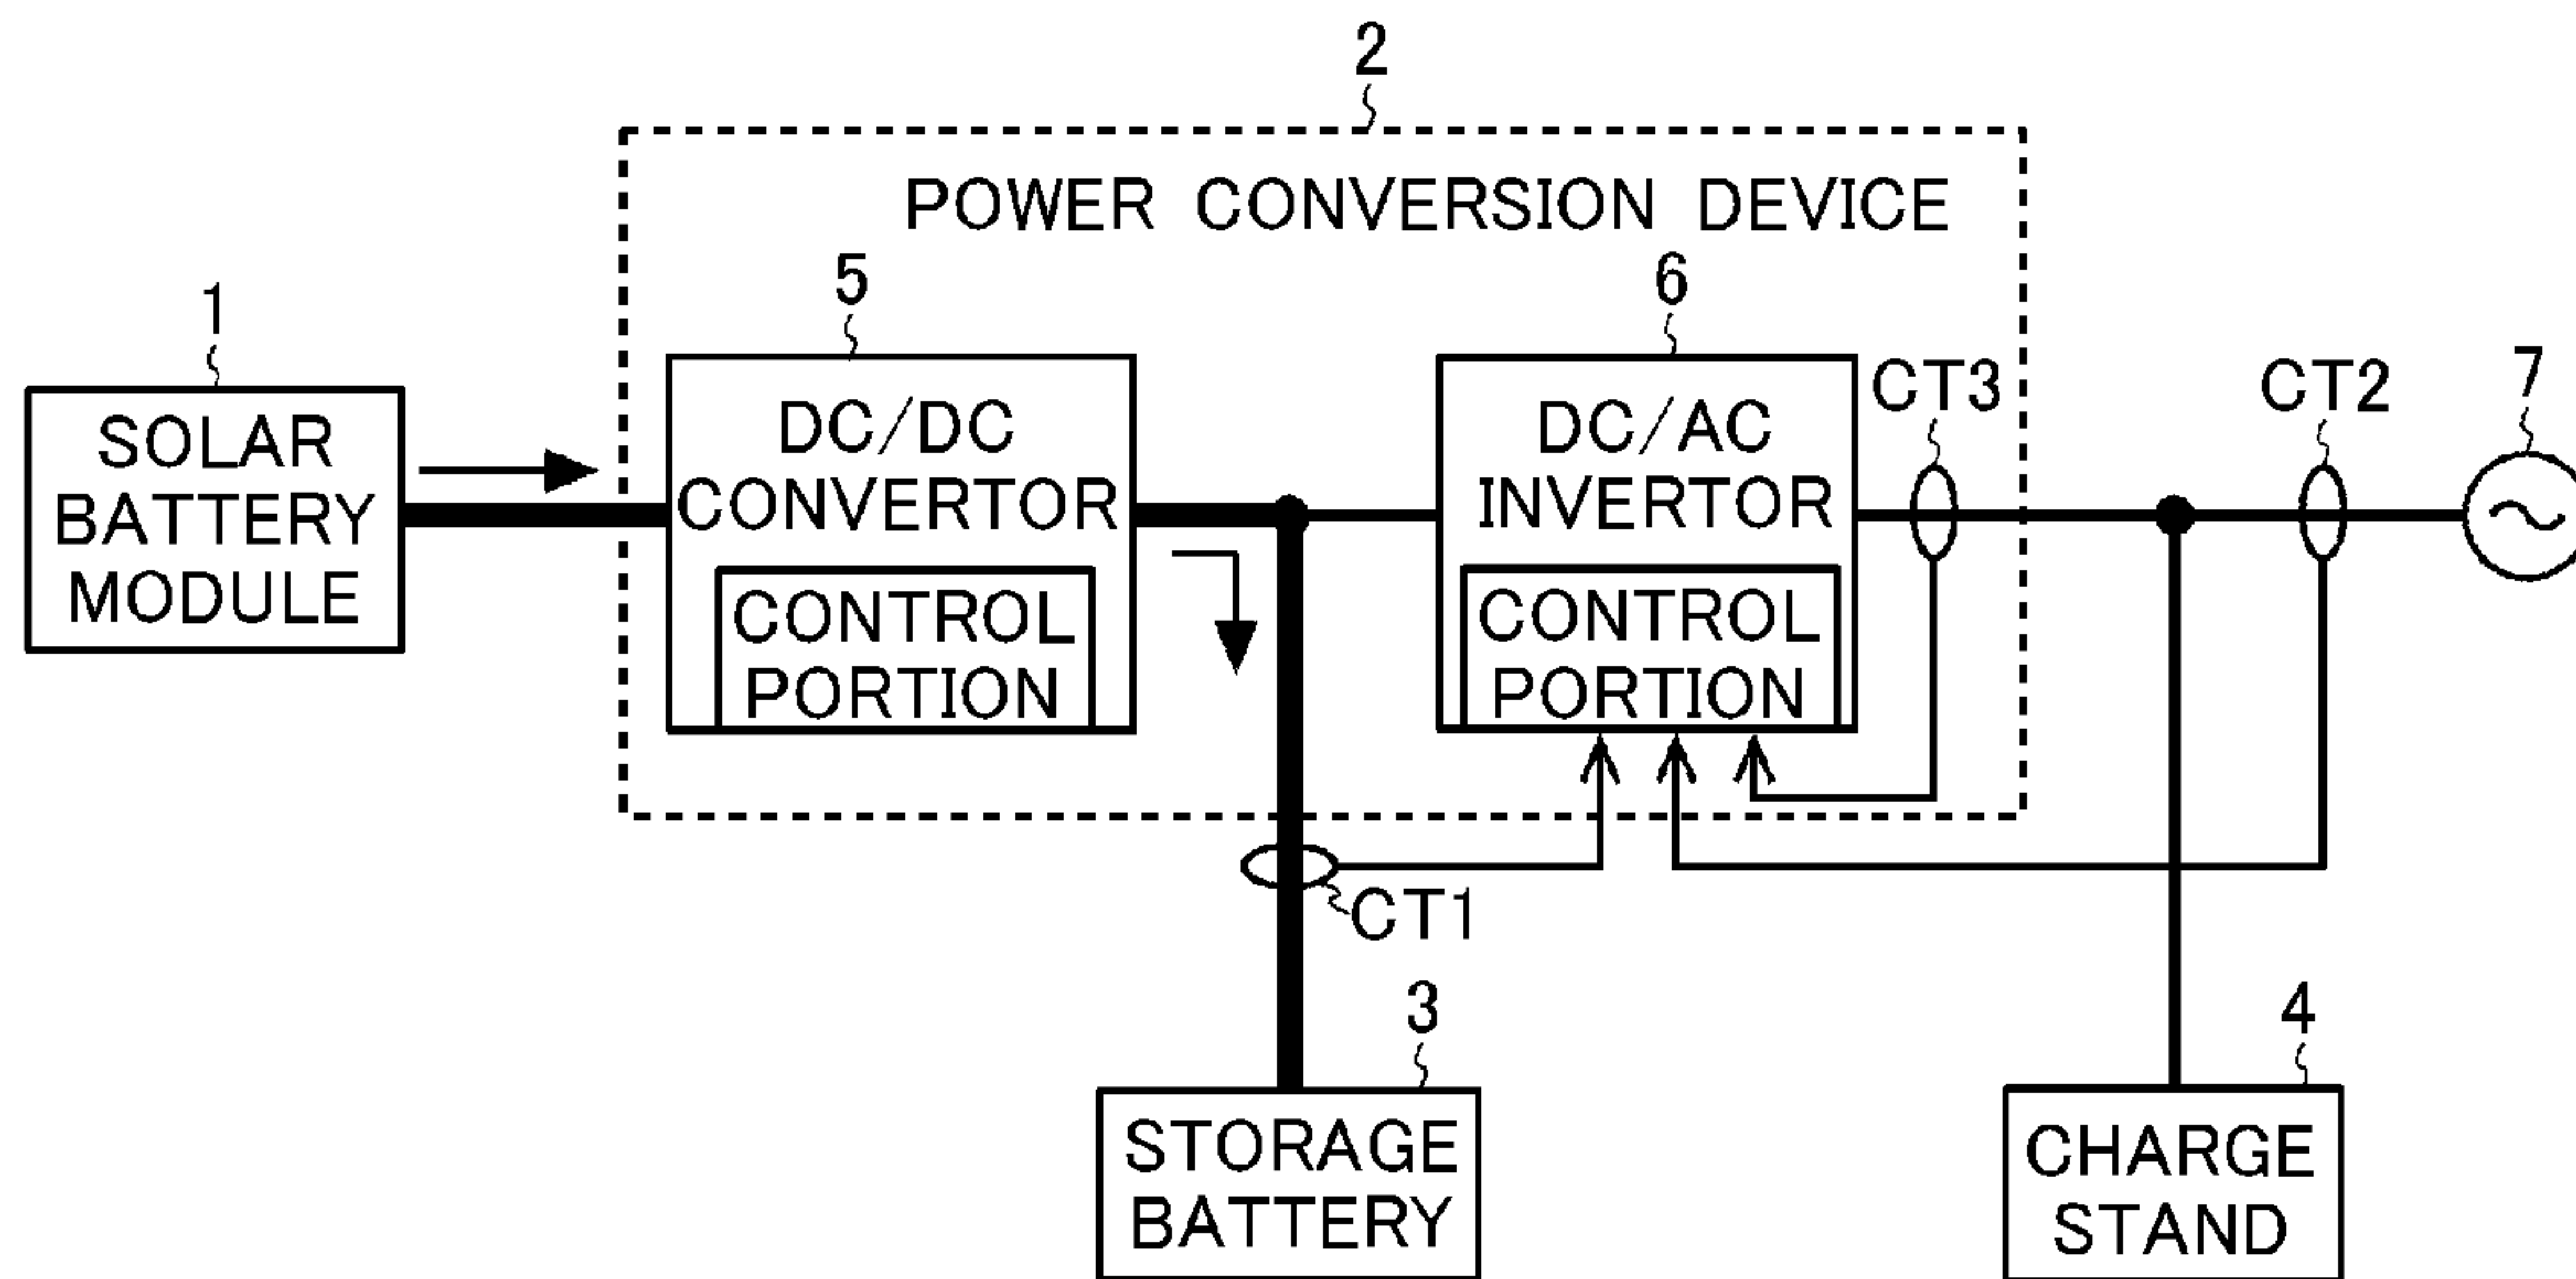 2
POWER CONVERSION DEVICE
1
SOLAR
BATTERY
MODULE
5
DC/DC
CONVERTOR
CONTROL
PORTION
6
DC/AC
INVERTOR
CONTROL
PORTION
CT3
CT2
7
CT1
3
STORAGE
BATTERY
4
CHARGE
STAND